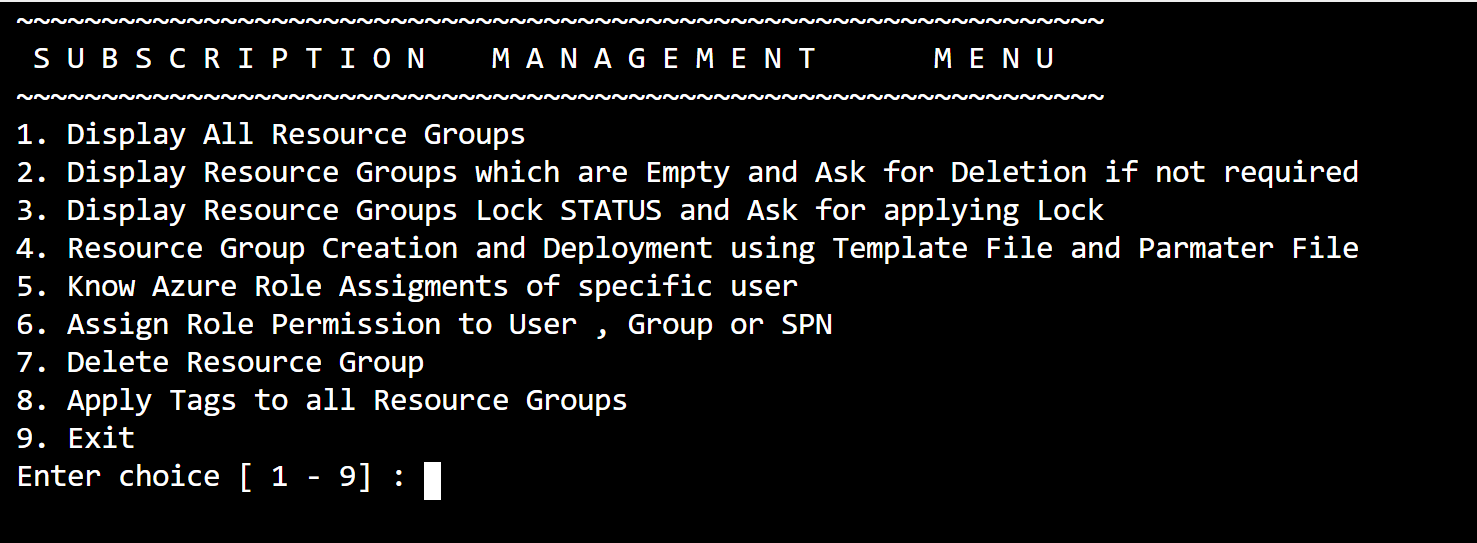 ~~~~~~~~~~~~~~~~~~~~~~~~~~~~~~~~~~~~~~~~~~~~~~~~~~~~~~~~~~~~~~~~
S U B S C R I P T I O N   M A N A G E M E N T      M E N U
~~~~~~~~~~~~~~~~~~~~~~~~~~~~~~~~~~~~~~~~~~~~~~~~~~~~~~~~~~~~~~~~
1. Display All Resource Groups
2. Display Resource Groups which are Empty and Ask for Deletion if not required
3. Display Resource Groups Lock STATUS and Ask for applying Lock
4. Resource Group Creation and Deployment using Template File and Parmater File
5. Know Azure Role Assigments of specific user
6. Assign Role Permission to User , Group or SPN
7. Delete Resource Group
8. Apply Tags to all Resource Groups
9. Exit
Enter choice [ 1 - 9] :